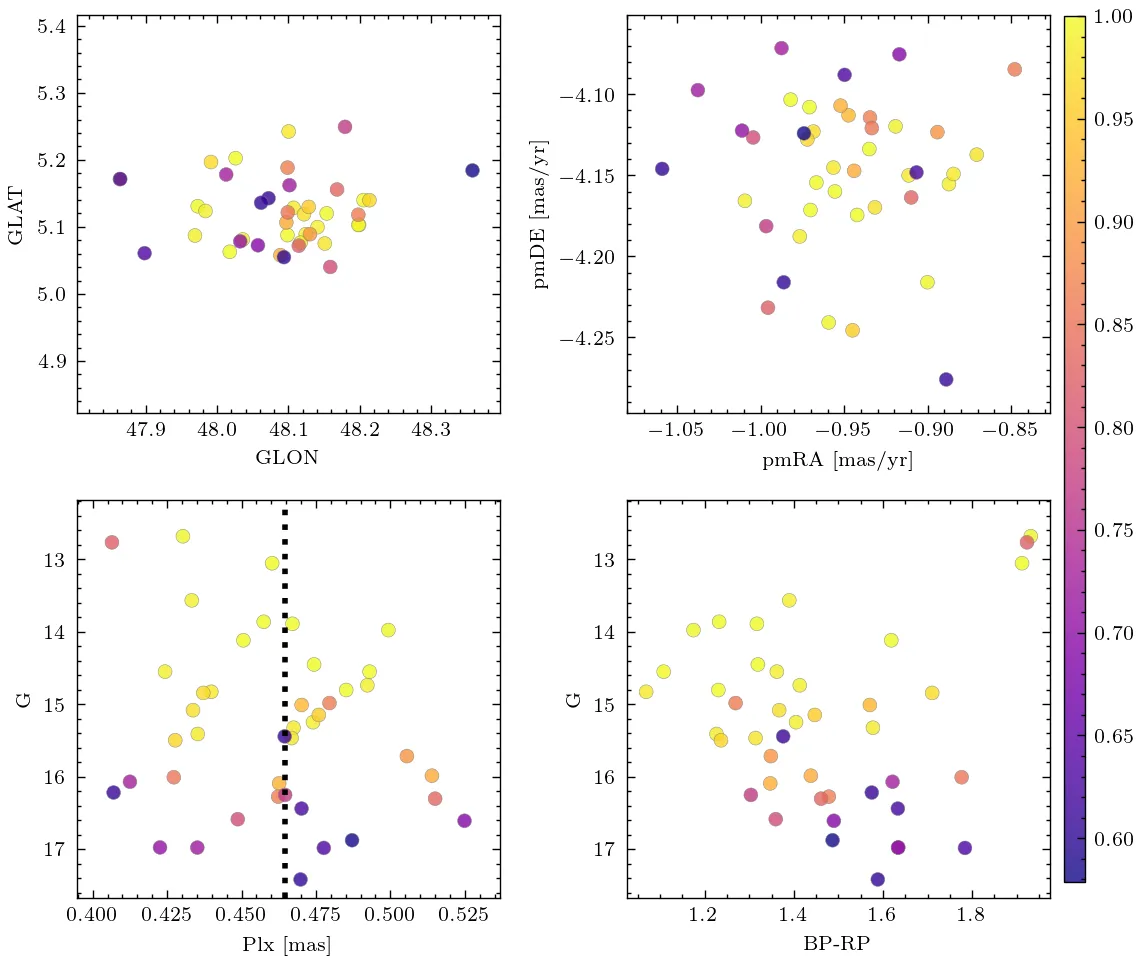 5.4
5.3
5.2
5.1
5.0
4.9
GLAT
47.9 48.0 48.1 48.2 48.3
GLON
−4.10
−4.15
−4.20
−4.25
pmDE [mas/yr]
−1.05 −1.00 −0.95 −0.90 −0.85
pmRA [mas/yr]
13
14
15
16
17
G
0.400 0.425 0.450 0.475 0.500 0.525
Plx [mas]
13
14
15
16
17
G
1.2 1.4 1.6 1.8
BP-RP
1.00
0.95
0.90
0.85
0.80
0.75
0.70
0.65
0.60